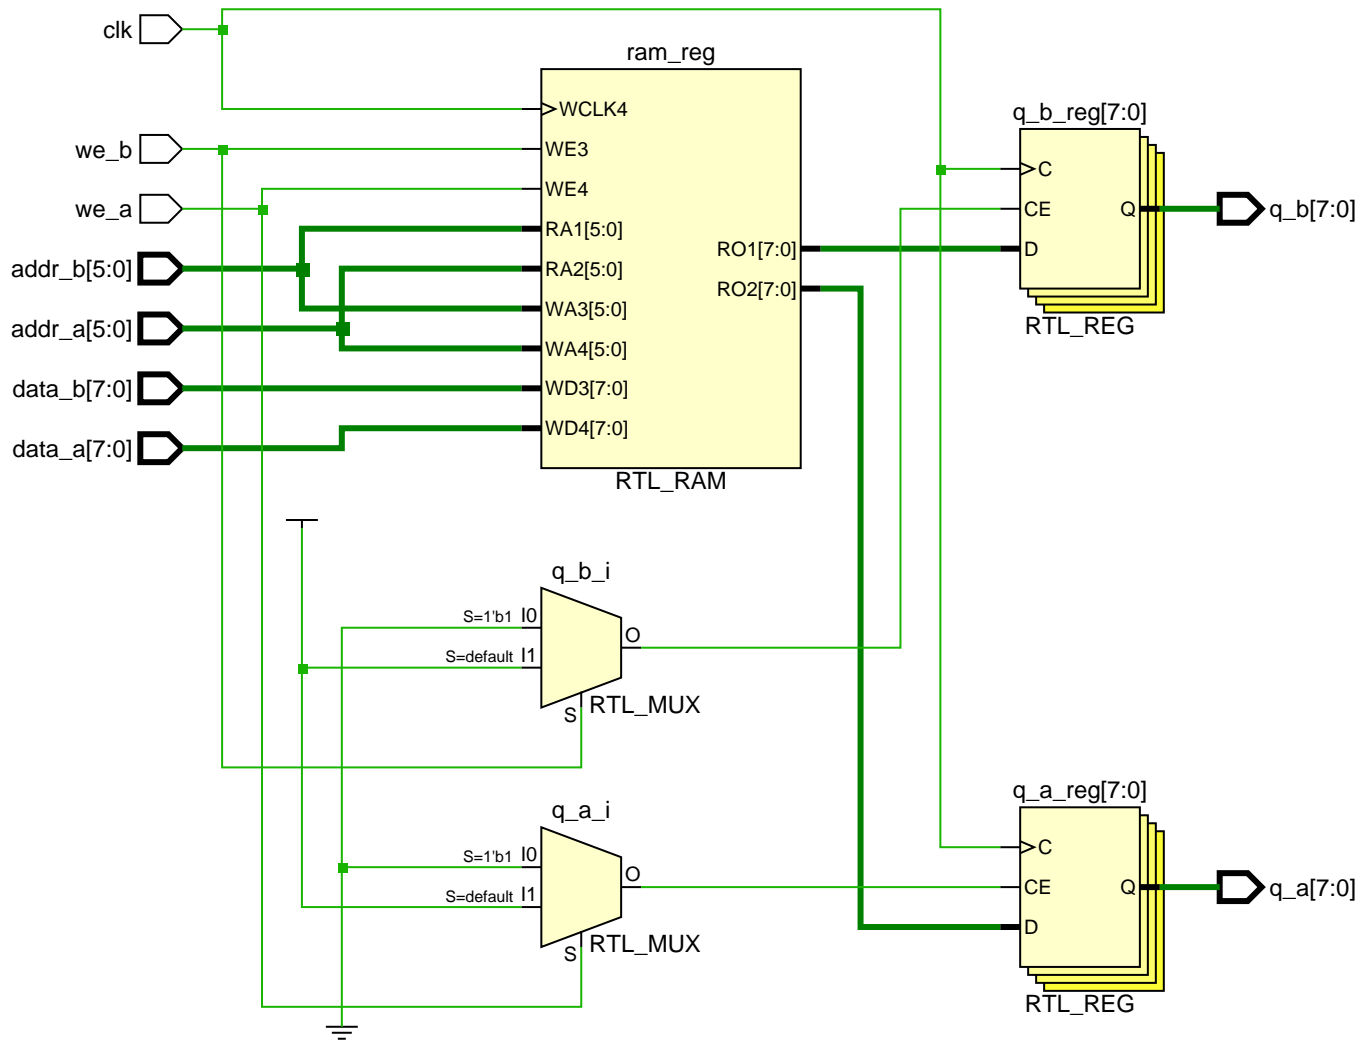 clk
we_b
we_a
addr_b[5:0]
addr_a[5:0]
data_b[7:0]
data_a[7:0]
ram_reg
WCLK4
WE3
WE4
RA1[5:0]
RA2[5:0]
WA3[5:0]
WA4[5:0]
WD3[7:0]
WD4[7:0]
RO1[7:0]
RO2[7:0]
RTL_RAM
q_b_reg[7:0]
C
CE
D
Q
RTL_REG
q_b[7:0]
q_b_i
S=1'b1 I0
S=default I1
O
S
RTL_MUX
q_a_i
S=1'b1 I0
S=default I1
O
S
RTL_MUX
q_a_reg[7:0]
C
CE
D
Q
RTL_REG
q_a[7:0]